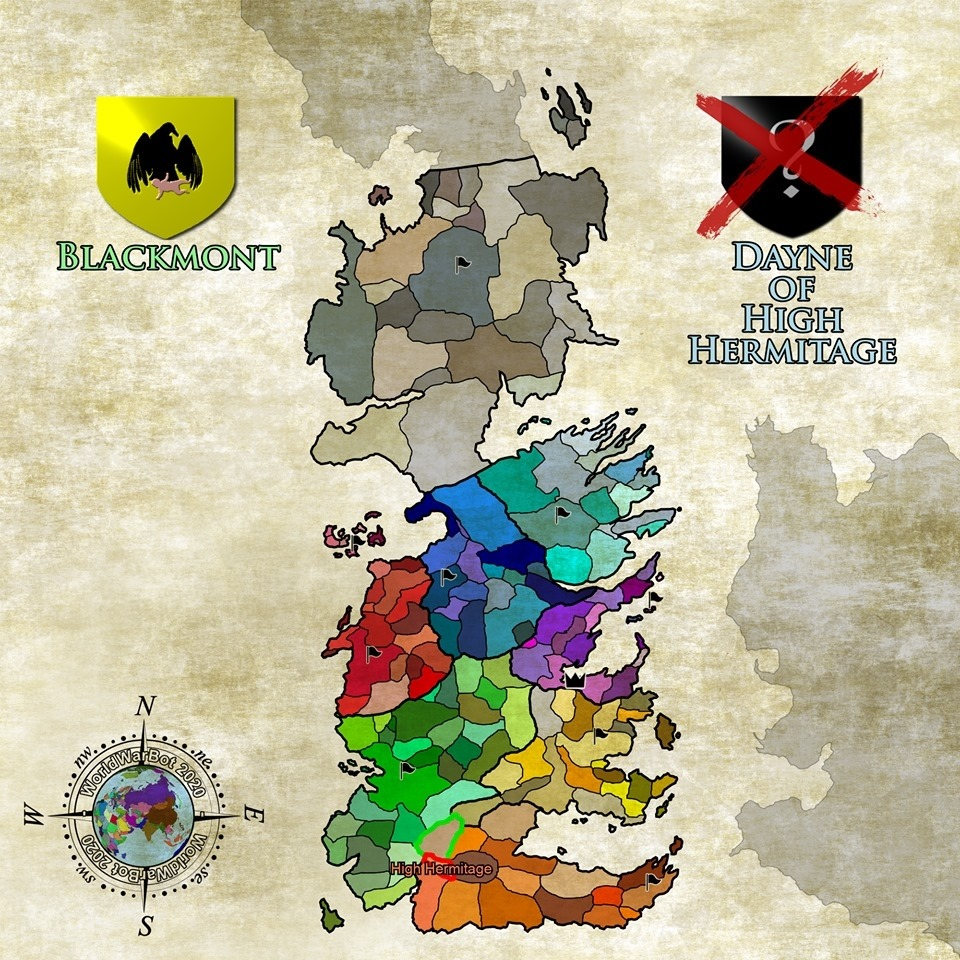 BLACKMONT
DAYNE
OF
HIGH
HERMITAGE
High Hermitage
N
nw
ne
WorldWarBot 2020
W
E
WorldWarBot 2020
sw
se
S